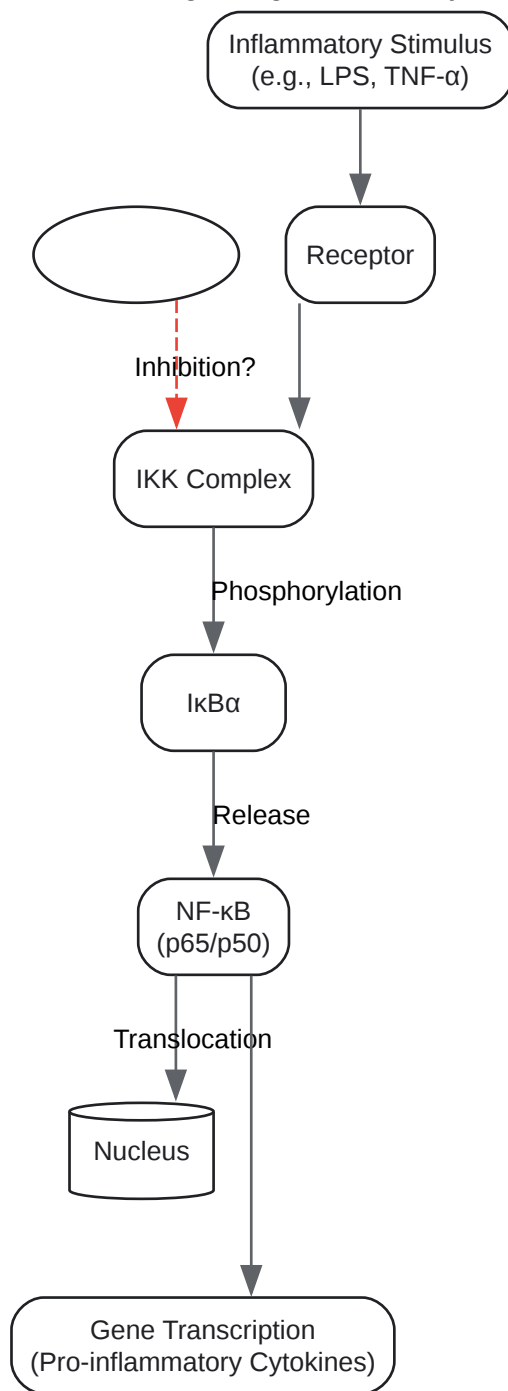 Inflammatory Stimulus
(e.g., LPS, TNF-α)
Receptor
Inhibition?
IKK Complex
Phosphorylation
IκBα
Release
NF-κB
(p65/p50)
Translocation
Nucleus
Gene Transcription
(Pro-inflammatory Cytokines)